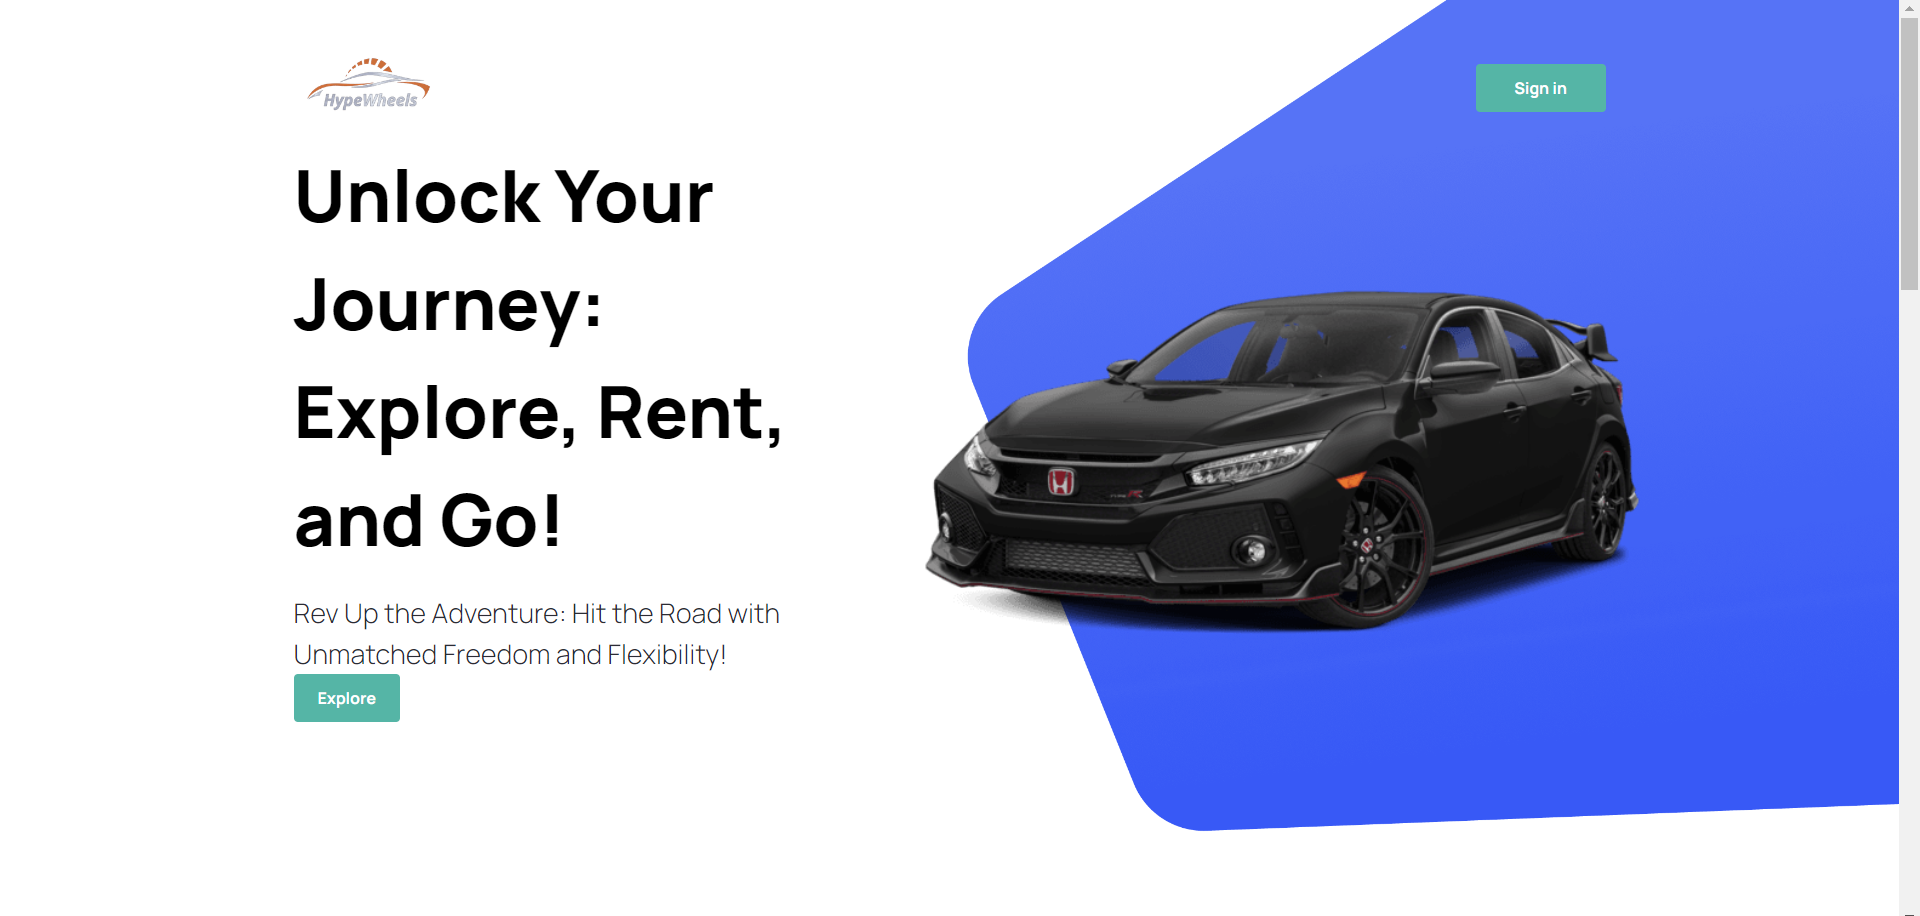 HypeWheels
Sign in
Unlock Your
Journey:
Explore, Rent,
and Go!
Rev Up the Adventure: Hit the Road with
Unmatched Freedom and Flexibility!
Explore